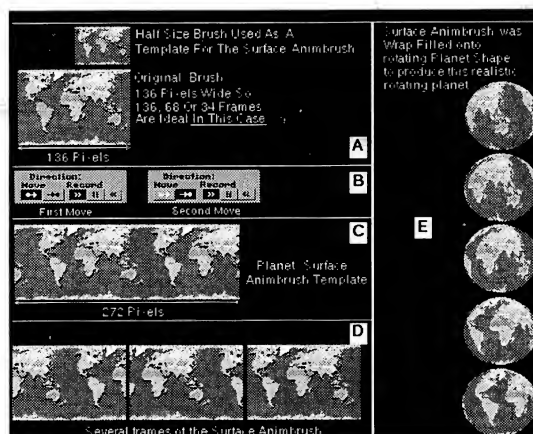 Half Size Brush Used As A
Template For The Surface Animbrush
Original Brush
136 Pixels Wide So
136, 68 Or 34 Frames
Are Ideal In This Case
136 Pixels
A
Direction:
Move Record
First Move
Direction:
Move Record
Second Move
B
C
Planet Surface
Animbrush Template
272 Pixels
D
Several frames of the Surface Animbrush
Surface Animbrush was
Wrap Filled onto
rotating Planet Shape
to produce this realistic
rotating planet
E